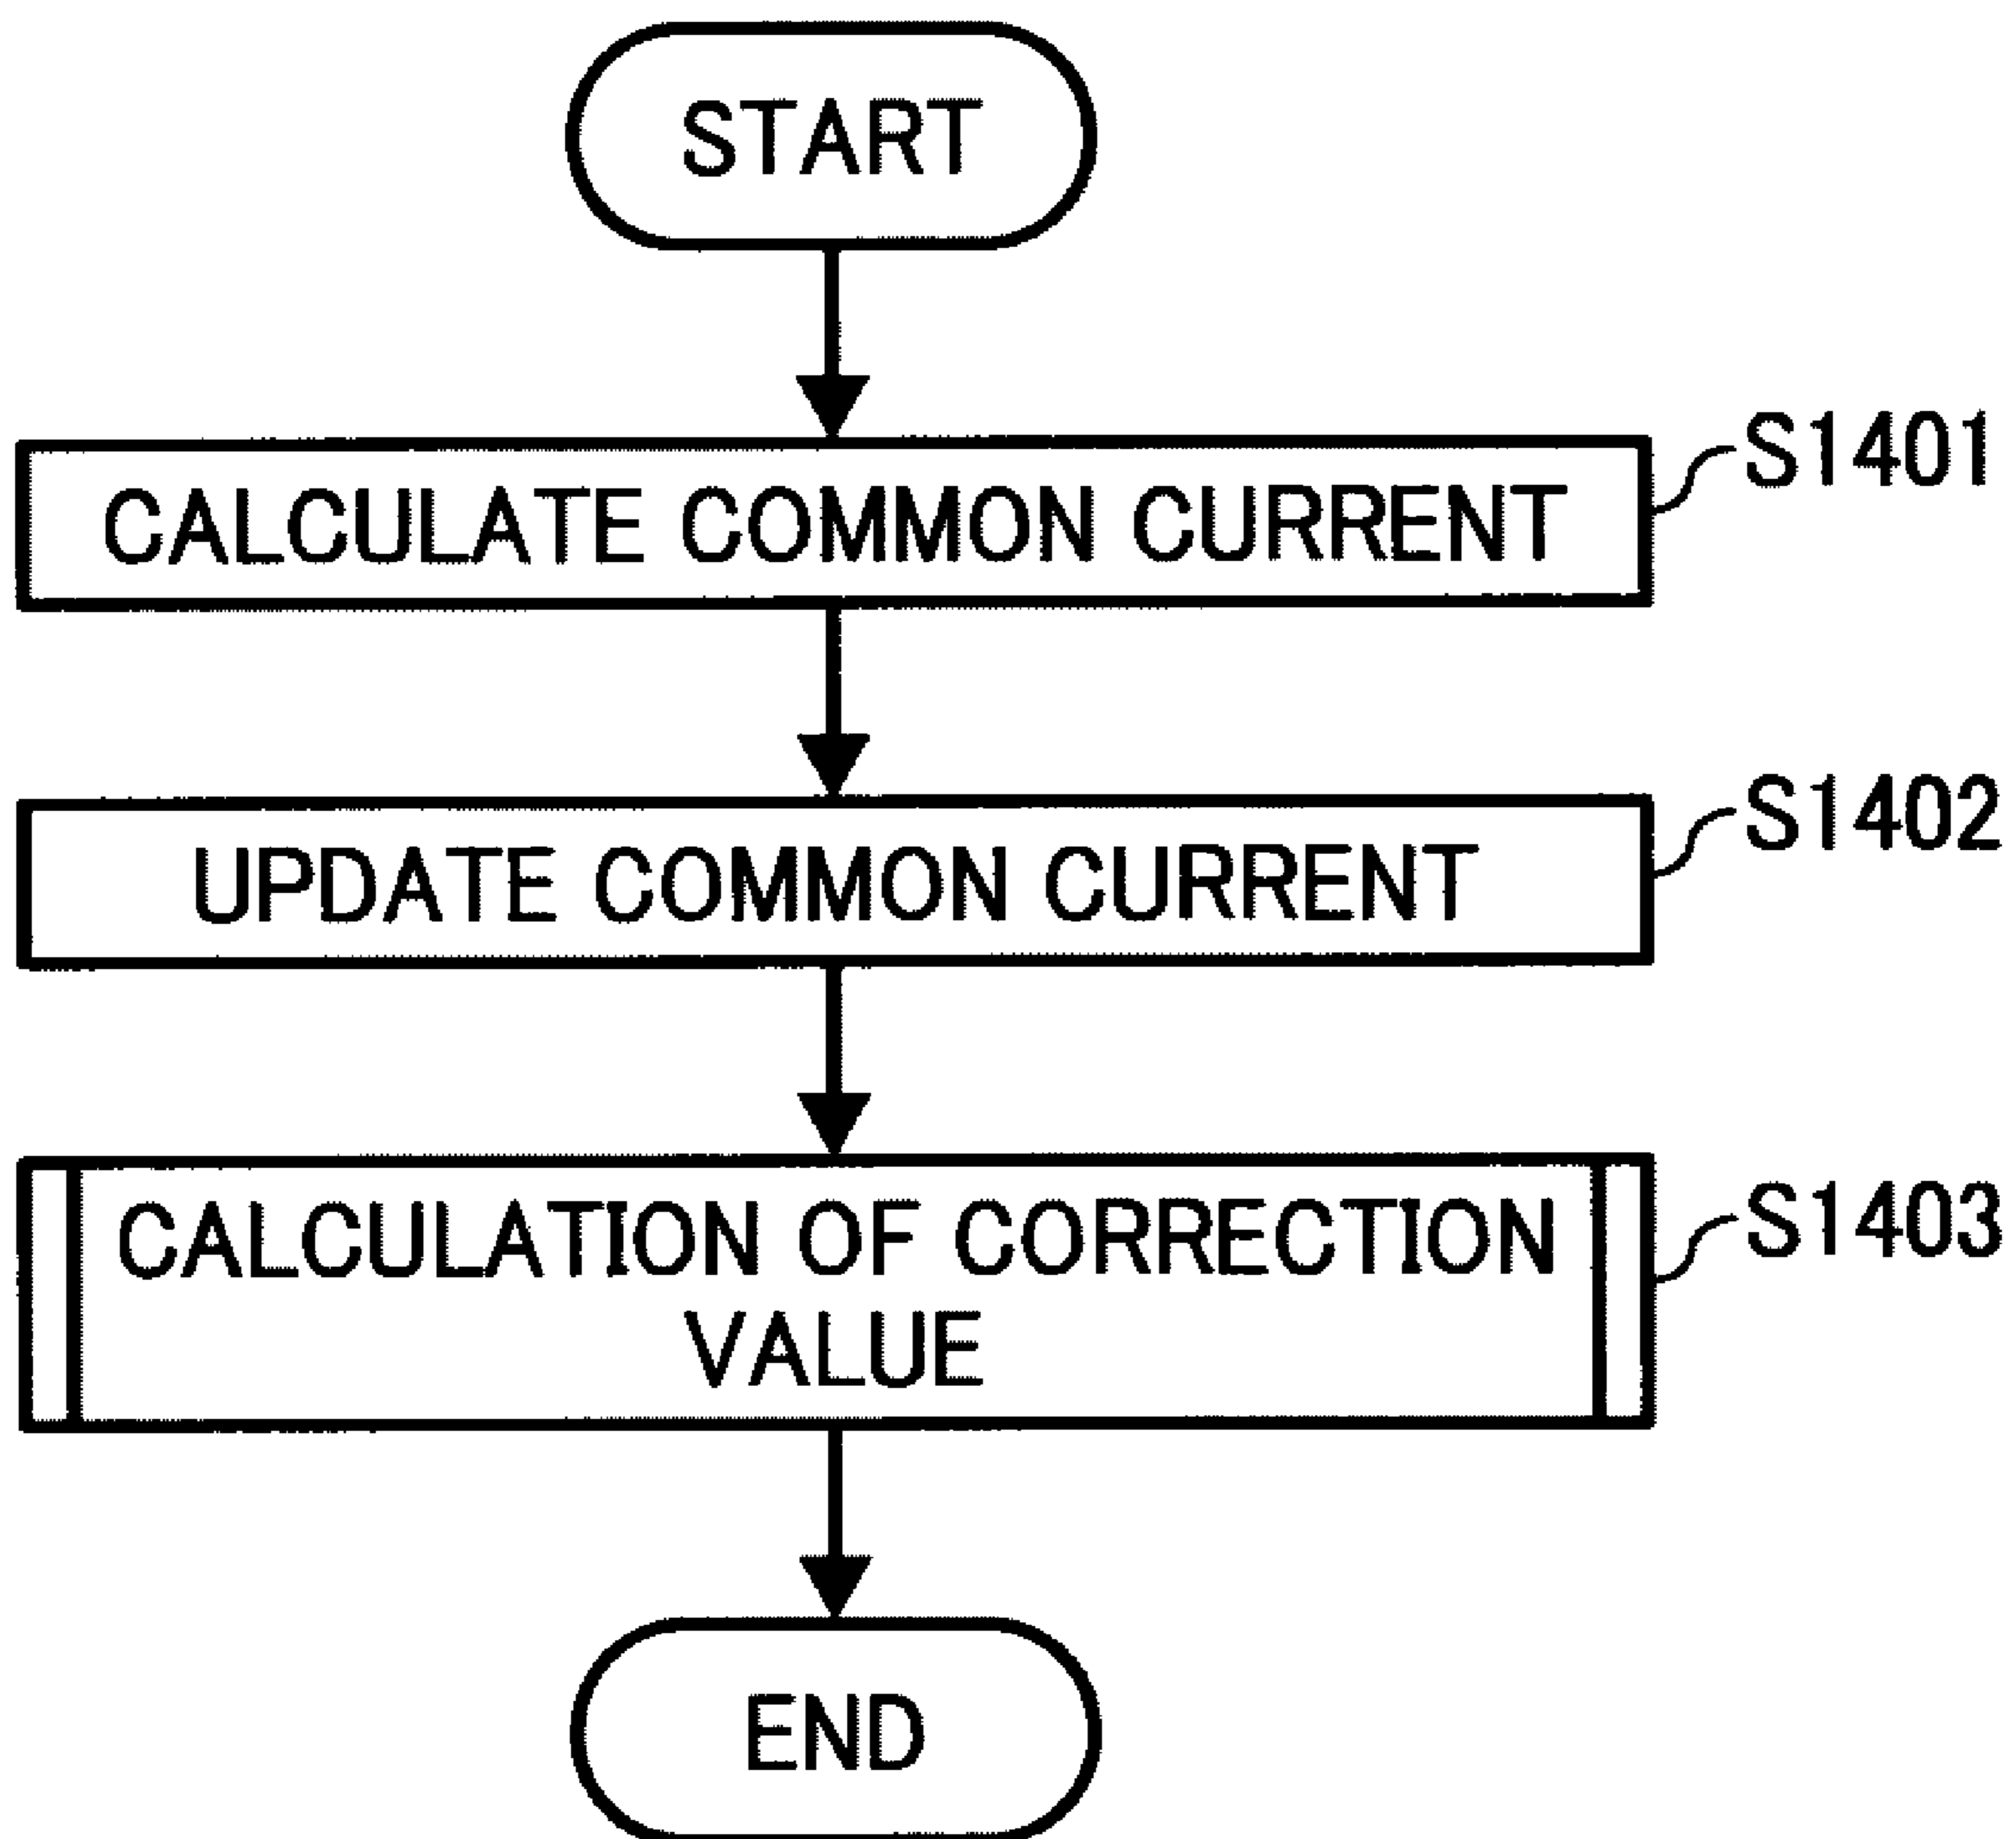 START
CALCULATE COMMON CURRENT
S1401
UPDATE COMMON CURRENT
S1402
CALCULATION OF CORRECTION
VALUE
S1403
END